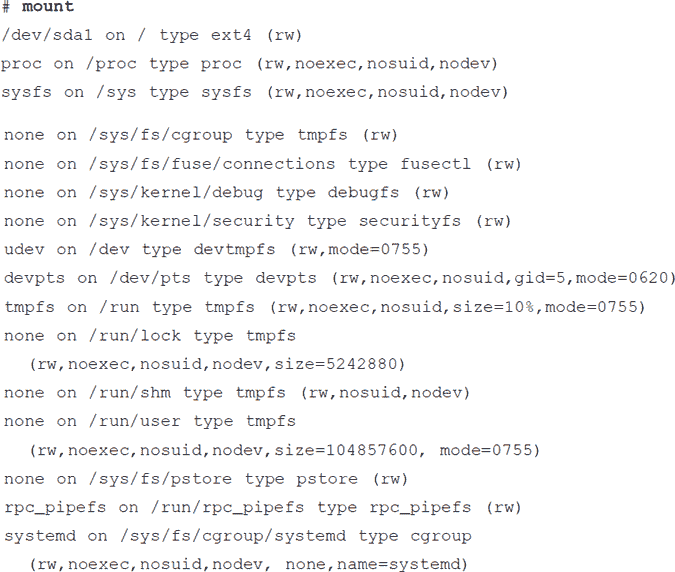 # mount
/dev/sda1 on / type ext4 (rw)
proc on /proc type proc (rw,noexec,nosuid,nodev)
sysfs on /sys type sysfs (rw,noexec,nosuid,nodev)
none on /sys/fs/cgroup type tmpfs (rw)
none on /sys/fs/fuse/connections type fusectl (rw)
none on /sys/kernel/debug type debugfs (rw)
none on /sys/kernel/security type securityfs (rw)
udev on /dev type devtmpfs (rw,mode=0755)
devpts on /dev/pts type devpts (rw,noexec,nosuid,gid=5,mode=0620)
tmpfs on /run type tmpfs (rw,noexec,nosuid,size=10%,mode=0755)
none on /run/lock type tmpfs
(rw,noexec,nosuid,nodev,size=5242880)
none on /run/shm type tmpfs (rw,nosuid,nodev)
none on /run/user type tmpfs
(rw,noexec,nosuid,nodev,size=104857600, mode=0755)
none on /sys/fs/pstore type pstore (rw)
rpc_pipefs on /run/rpc_pipefs type rpc_pipefs (rw)
systemd on /sys/fs/cgroup/systemd type cgroup
(rw,noexec,nosuid,nodev, none,name=systemd)